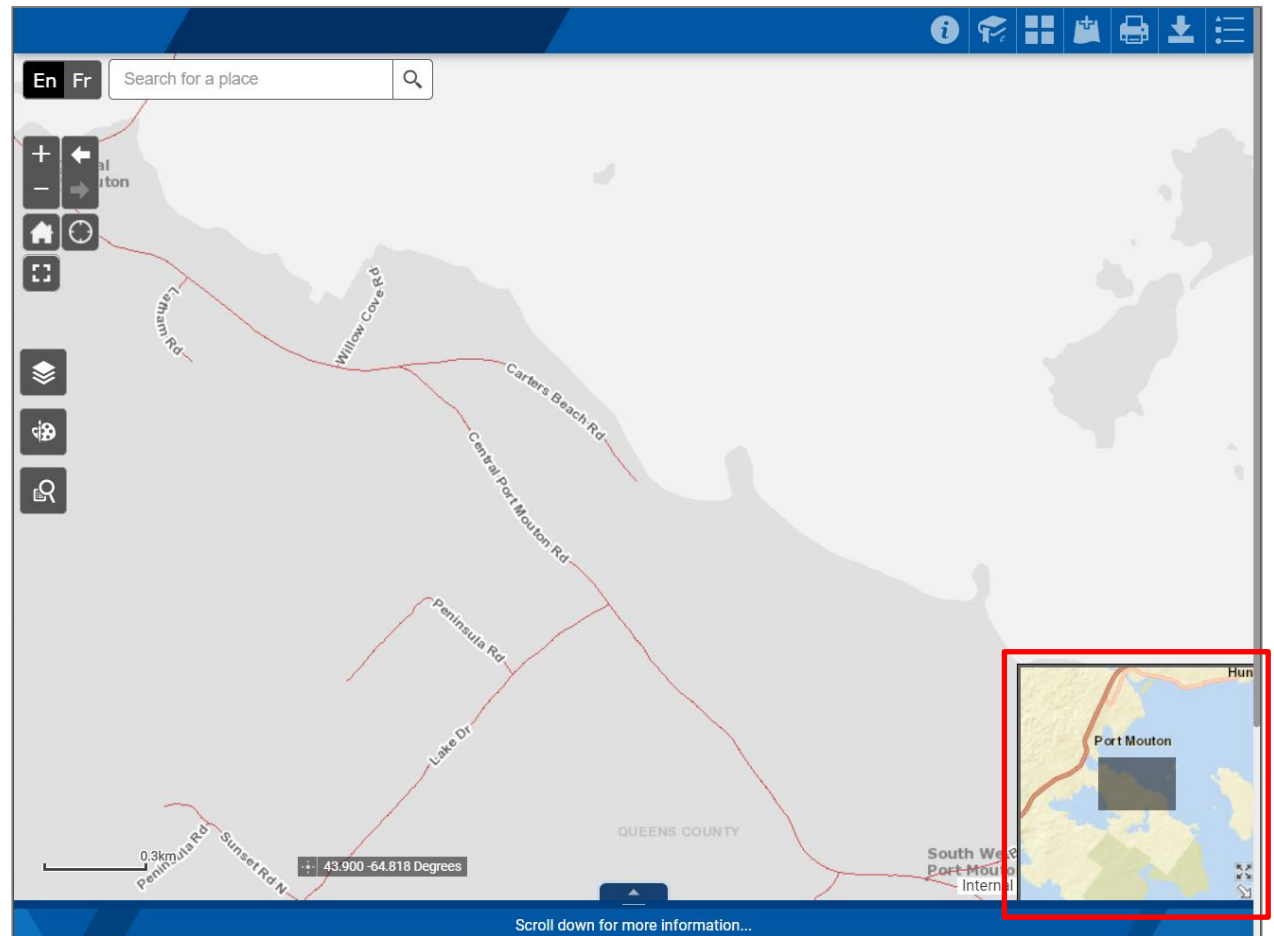 En Fr Search for a place
al
uton
Latham Rd
Willow Cove Rd
Carters Beach Rd
Central Port Mouton Rd
Peninsula Rd
Lake Dr
Hun
Port Mouton
QUEENS COUNTY
Peninsula Rd
Sunset Rd N
0.3km
43.900 -64.818 Degrees
South We
Port Mouto
Internal
Scroll down for more information...